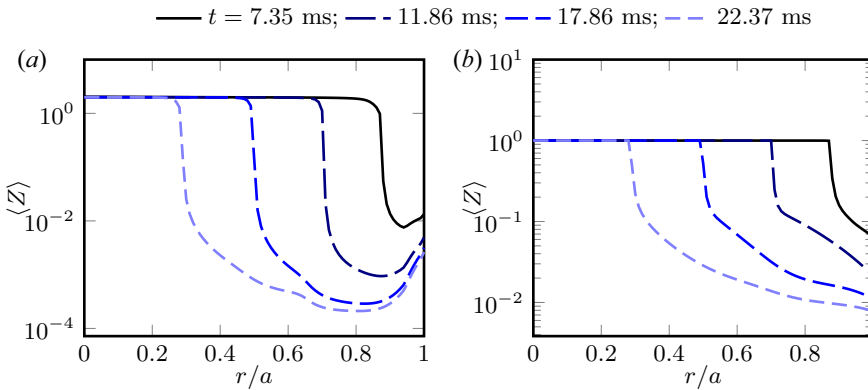 t = 7.35 ms; 11.86 ms; 17.86 ms; 22.37 ms
(a) (b)
10^0
10^{-2}
10^{-4}
⟨Z⟩
0 0.2 0.4 0.6 0.8 1
r/a
10^1
10^0
10^{-1}
10^{-2}
⟨Z⟩
0 0.2 0.4 0.6 0.8
r/a